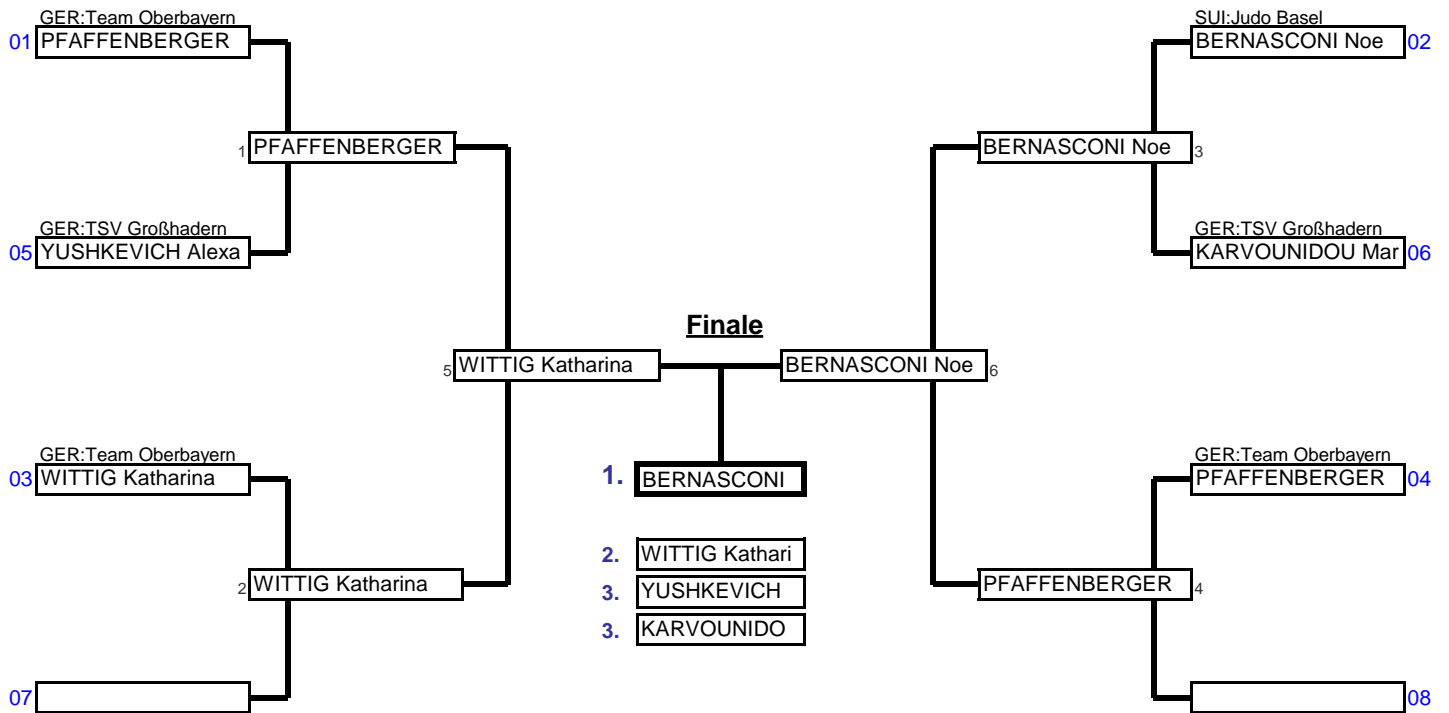 GER:Team Oberbayern
01 PFAFFENBERGER
SUI:Judo Basel
BERNASCONI Noe 02
1 PFAFFENBERGER
BERNASCONI Noe 3
GER:TSV Großhadern
05 YUSHKEVICH Alexa
GER:TSV Großhadern
KARVOUNIDOU Mar 06
Finale
5 WITTIG Katharina
BERNASCONI Noe 6
GER:Team Oberbayern
03 WITTIG Katharina
1. BERNASCONI
GER:Team Oberbayern
PFAFFENBERGER 04
2. WITTIG Kathari
3. YUSHKEVICH
3. KARVOUNIDO
2 WITTIG Katharina
PFAFFENBERGER 4
07
08